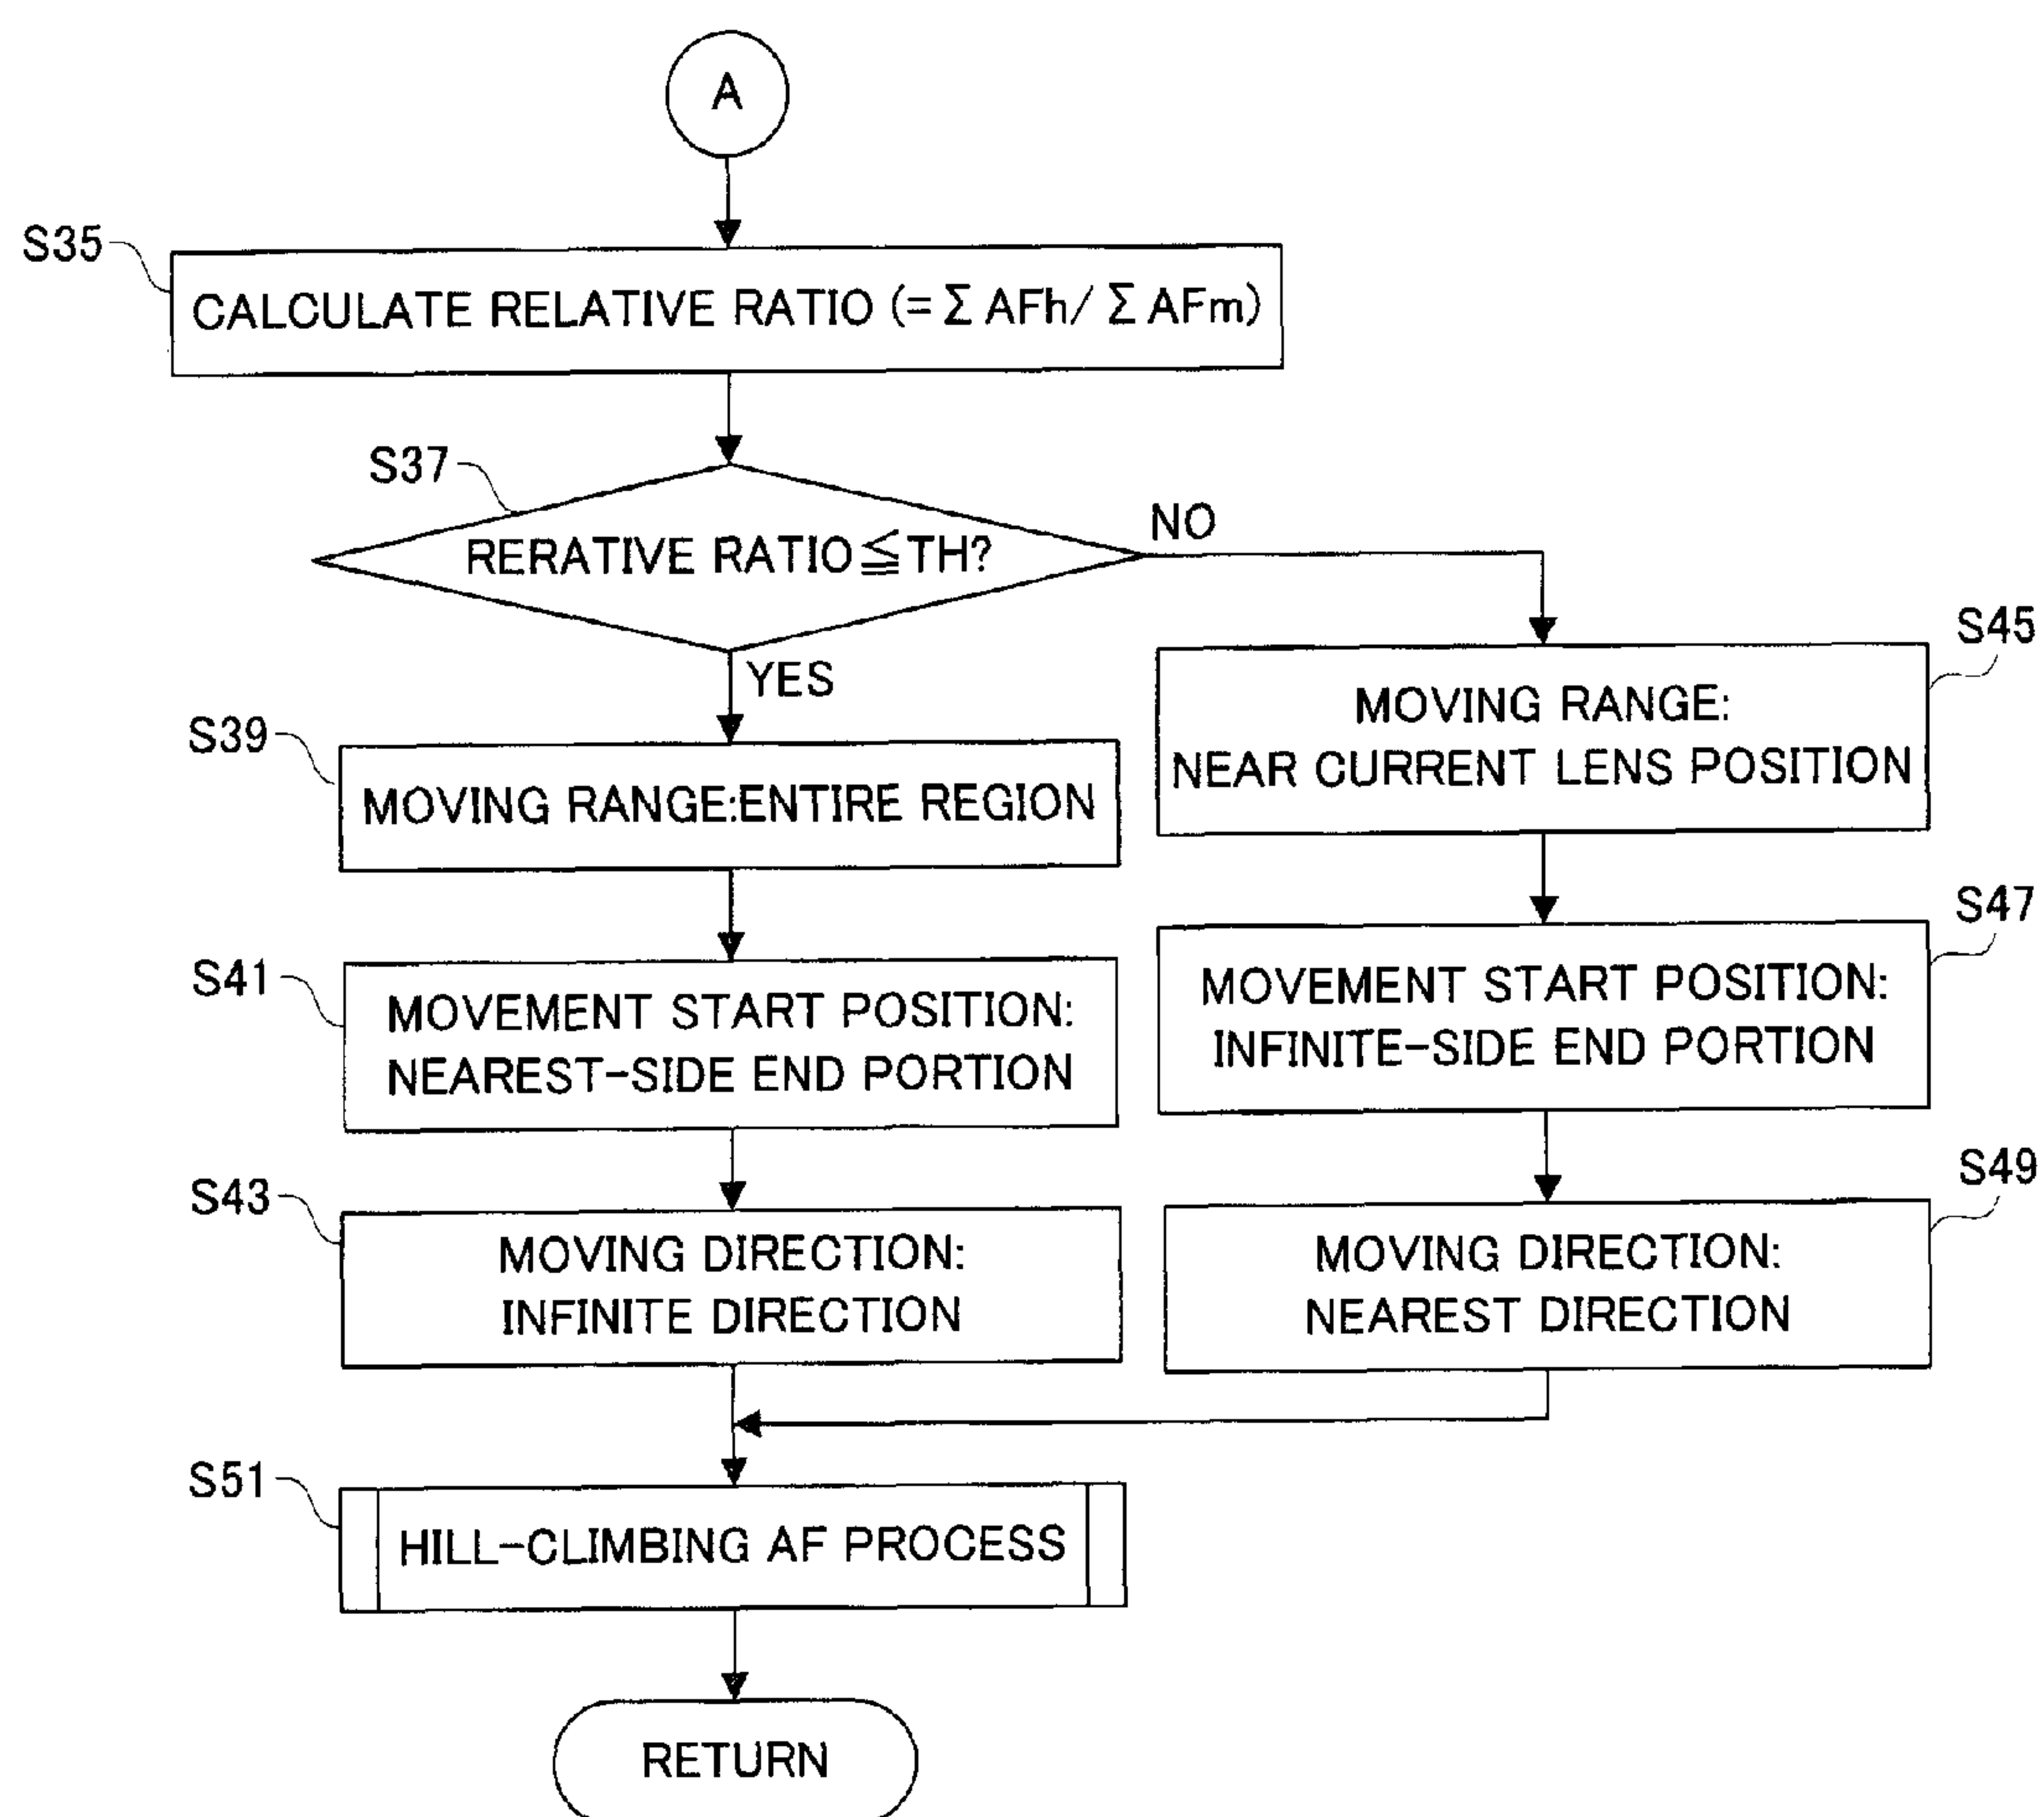 A
S35
CALCULATE RELATIVE RATIO (= Σ AFh/ Σ AFm)
S37
RERATIVE RATIO≦TH?
NO
YES
S39
MOVING RANGE:ENTIRE REGION
S41
MOVEMENT START POSITION:
NEAREST-SIDE END PORTION
S43
MOVING DIRECTION:
INFINITE DIRECTION
S45
MOVING RANGE:
NEAR CURRENT LENS POSITION
S47
MOVEMENT START POSITION:
INFINITE-SIDE END PORTION
S49
MOVING DIRECTION:
NEAREST DIRECTION
S51
HILL-CLIMBING AF PROCESS
RETURN